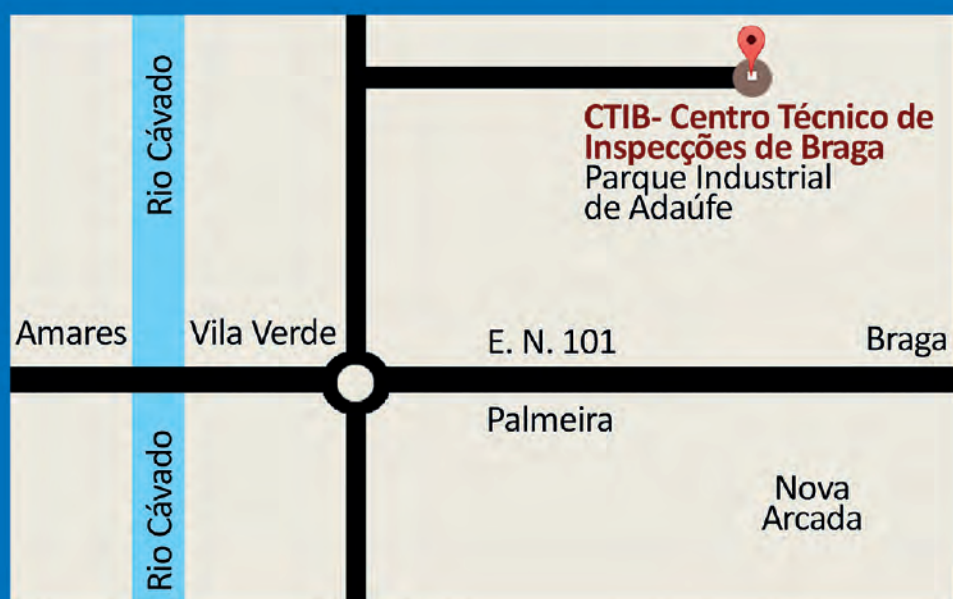 Rio Cávado
CTIB- Centro Técnico de
Inspecções de Braga
Parque Industrial
de Adaúfe
Amares
Vila Verde
E. N. 101
Braga
Palmeira
Rio Cávado
Nova
Arcada